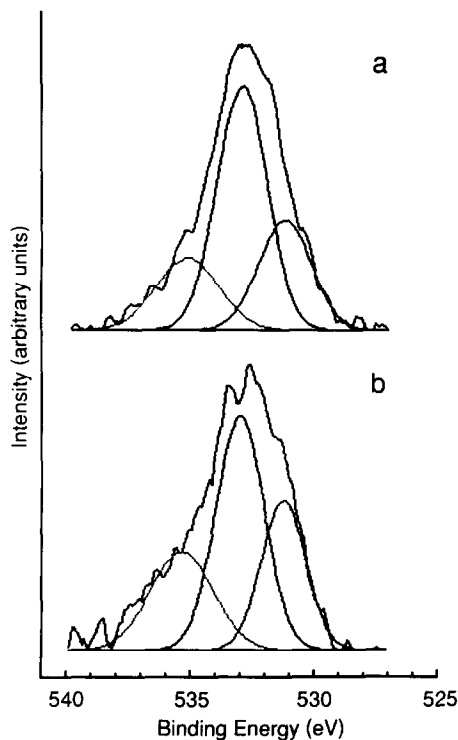 a
b
Intensity (arbitrary units)
540 535 530 525
Binding Energy (eV)